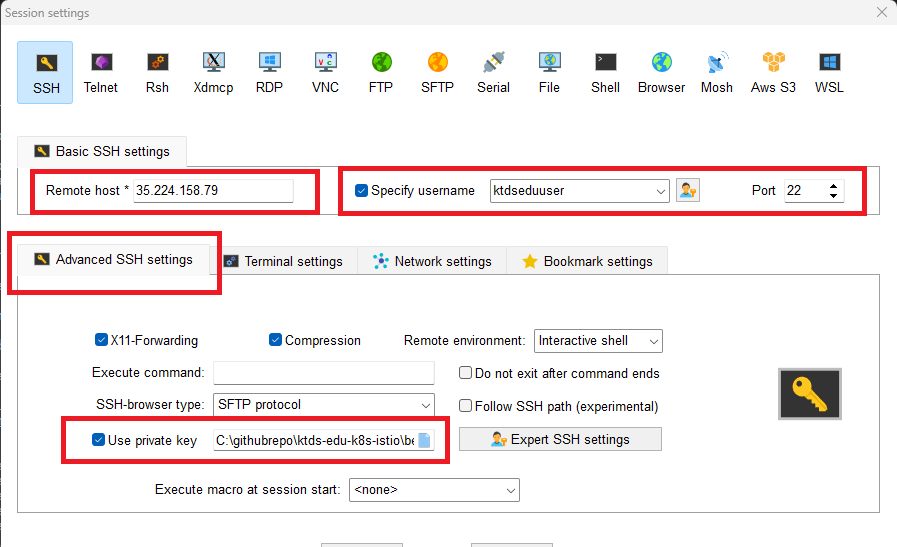 Session settings
SSH Telnet Rsh Xdmcp RDP VNC FTP SFTP Serial File Shell Browser Mosh Aws S3 WSL
Basic SSH settings
Remote host * 35.224.158.79 Specify username ktdseduuser Port 22
Advanced SSH settings Terminal settings Network settings Bookmark settings
X11-Forwarding Compression Remote environment: Interactive shell
Execute command: Do not exit after command ends
SSH-browser type: SFTP protocol Follow SSH path (experimental)
Use private key C:\githubrepo\ktds-edu-k8s-istio\be Expert SSH settings
Execute macro at session start: <none>